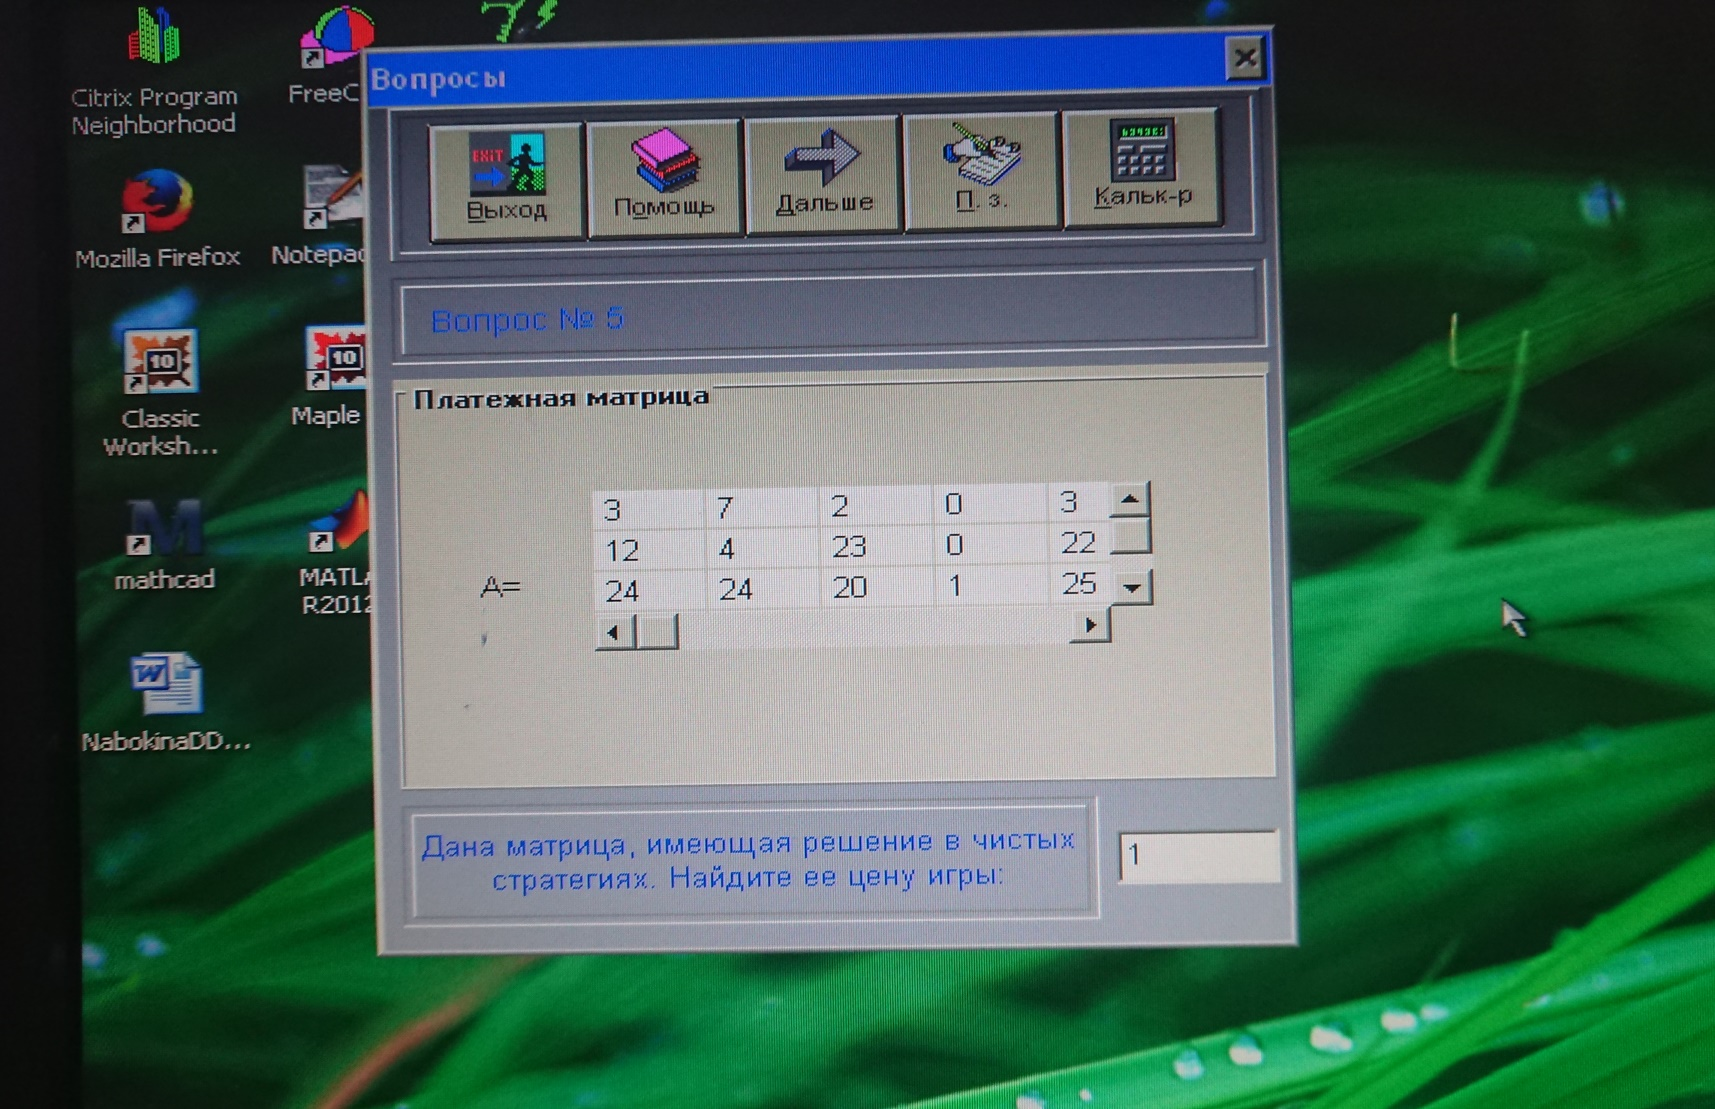 Citrix Program
Neighborhood
FreeC
Mozilla Firefox
Notepad
10
Classic
Worksh...
10
Maple
mathcad
MATLA
R2012
W
NabokinaDD...
Вопросы
EXIT
Выход
Помощь
Дальше
П. з.
Кальк-р
Вопрос № 5
Платежная матрица
A=
3 7 2 0 3
12 4 23 0 22
24 24 20 1 25
Дана матрица, имеющая решение в чистых
стратегиях. Найдите ее цену игры:
1